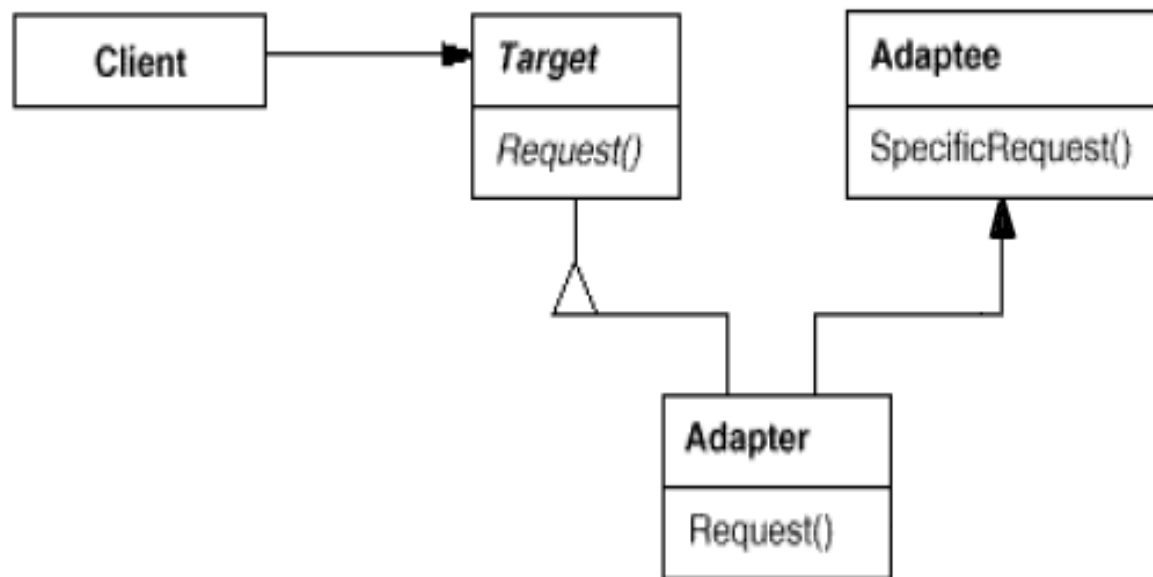 Client
Target
Request()
Adaptee
SpecificRequest()
Adapter
Request()